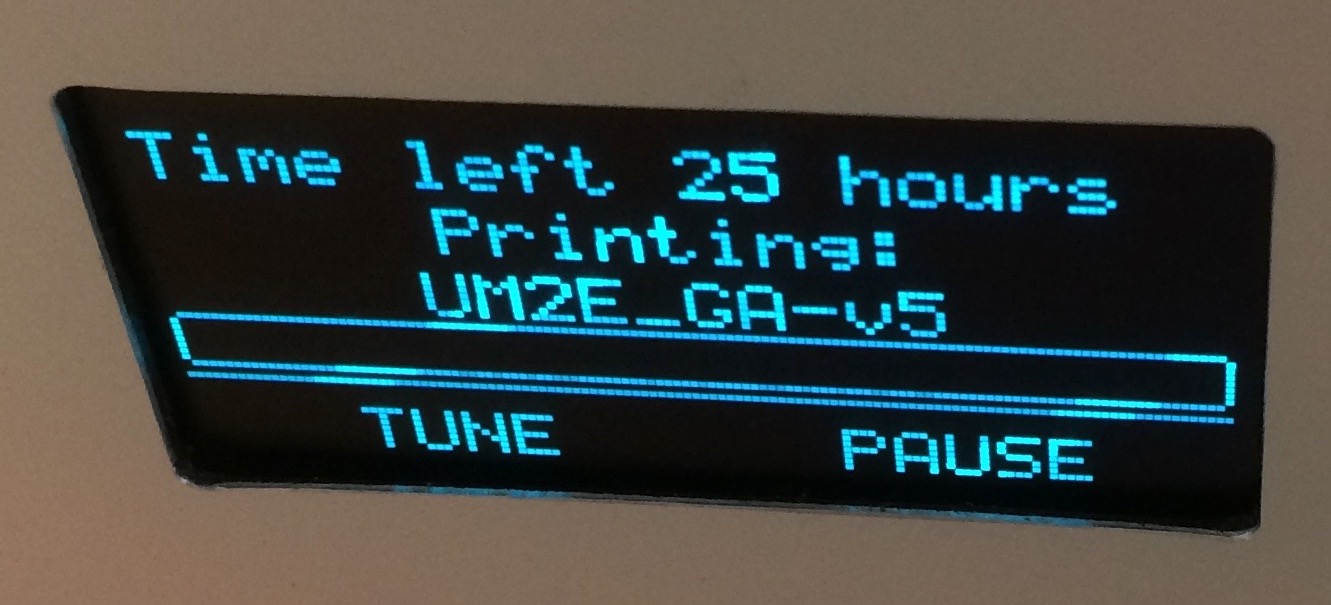 Time left 25 hours
Printing:
UM2E_GA-v5
TUNE PAUSE